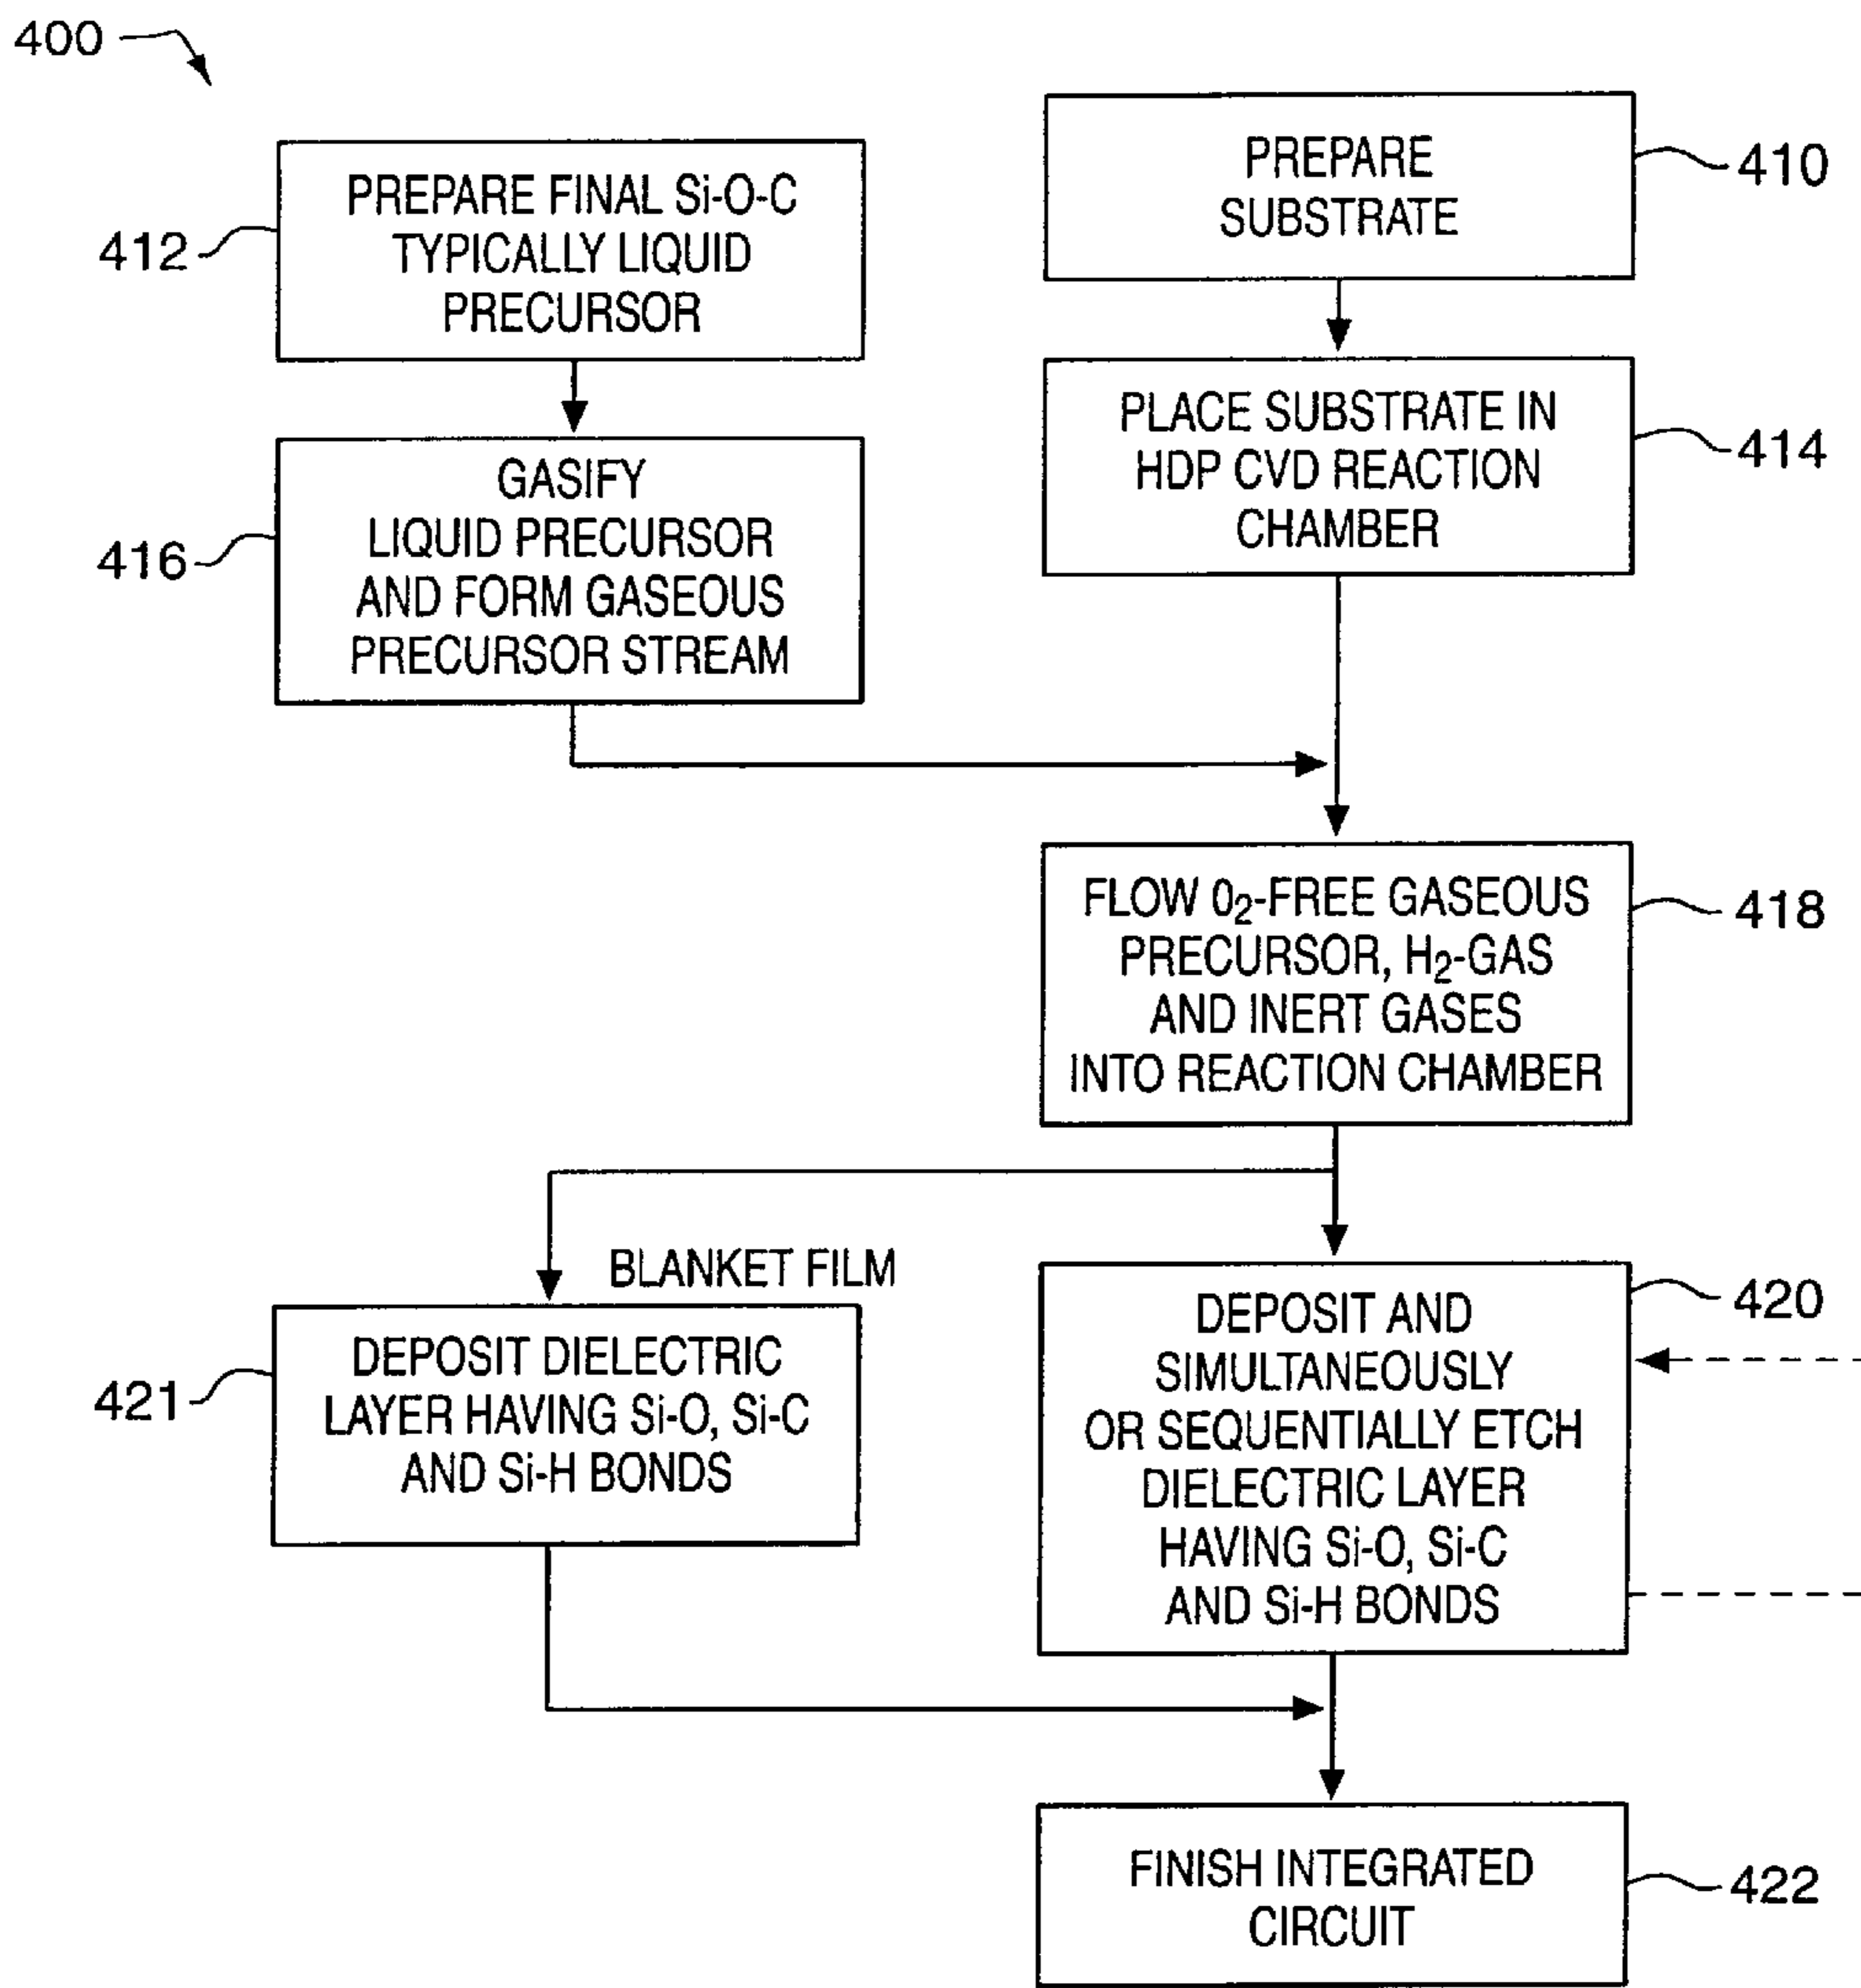 400
PREPARE FINAL Si-O-C
TYPICALLY LIQUID
PRECURSOR
412
PREPARE
SUBSTRATE
410
GASIFY
LIQUID PRECURSOR
AND FORM GASEOUS
PRECURSOR STREAM
416
PLACE SUBSTRATE IN
HDP CVD REACTION
CHAMBER
414
FLOW O₂-FREE GASEOUS
PRECURSOR, H₂-GAS
AND INERT GASES
INTO REACTION CHAMBER
418
BLANKET FILM
DEPOSIT DIELECTRIC
LAYER HAVING Si-O, Si-C
AND Si-H BONDS
421
DEPOSIT AND
SIMULTANEOUSLY
OR SEQUENTIALLY ETCH
DIELECTRIC LAYER
HAVING Si-O, Si-C
AND Si-H BONDS
420
FINISH INTEGRATED
CIRCUIT
422